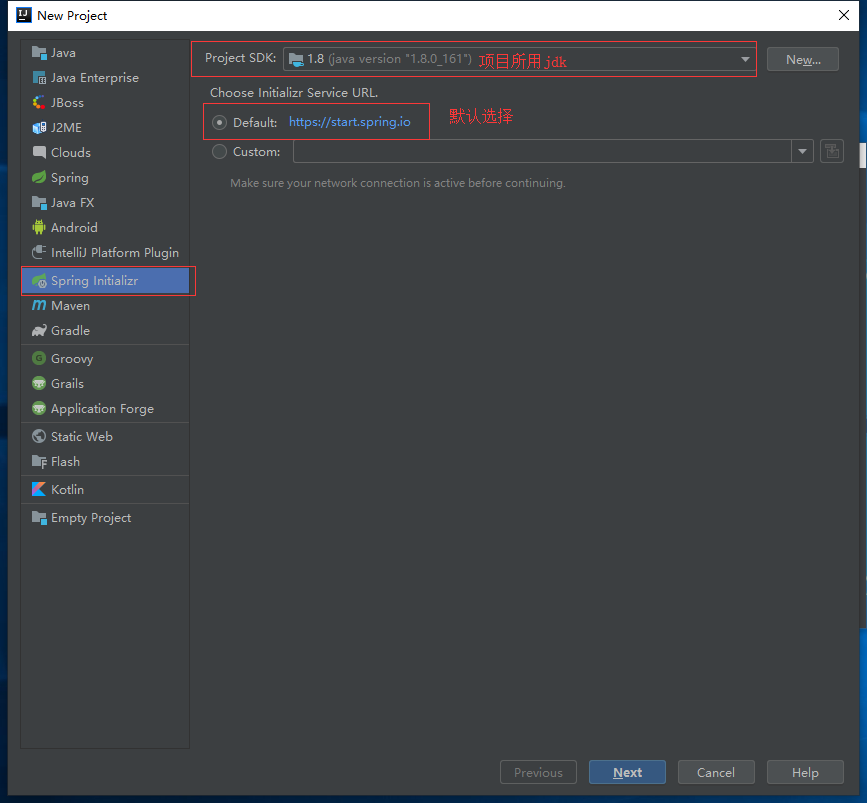 New Project
Java
Java Enterprise
JBoss
J2ME
Clouds
Spring
Java FX
Android
IntelliJ Platform Plugin
Spring Initializr
Maven
Gradle
Groovy
Grails
Application Forge
Static Web
Flash
Kotlin
Empty Project
Project SDK: 1.8 (java version "1.8.0_161") 项目所用jdk New...
Choose Initializr Service URL.
Default: https://start.spring.io 默认选择
Custom:
Make sure your network connection is active before continuing.
Previous Next Cancel Help